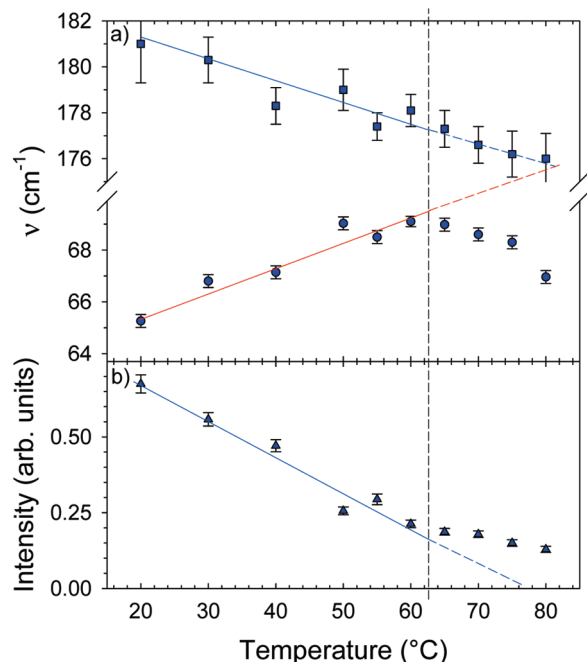 a)
182
180
178
176
68
66
64
ν (cm⁻¹)
b)
0.50
0.25
0.00
Intensity (arb. units)
20 30 40 50 60 70 80
Temperature (°C)